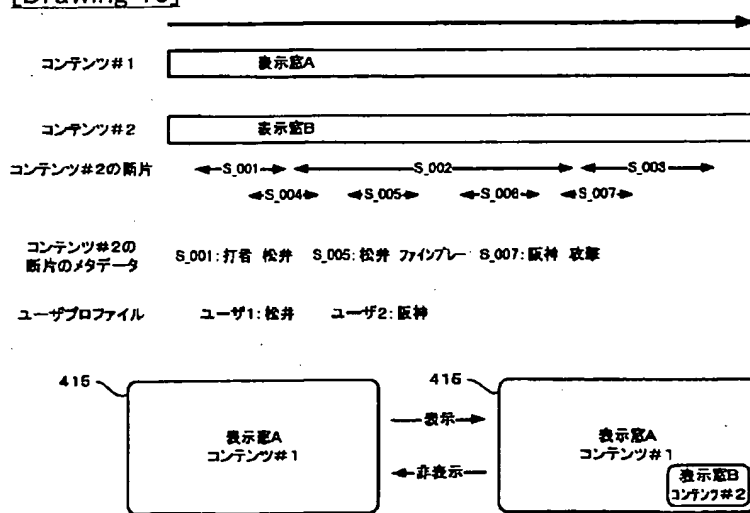 [Drawing 10]
コンテンツ#1 表示窓A
コンテンツ#2 表示窓B
コンテンツ#2の断片 S_001 S_002 S_003
S_004 S_005 S_006 S_007
コンテンツ#2の
断片のメタデータ
S_001:打者 松井 S_005:松井 ファインプレー S_007:阪神 攻撃
ユーザプロファイル ユーザ1:松井 ユーザ2:阪神
415
416
表示窓A
コンテンツ#1
表示
非表示
表示窓A
コンテンツ#1
表示窓B
コンテンツ#2